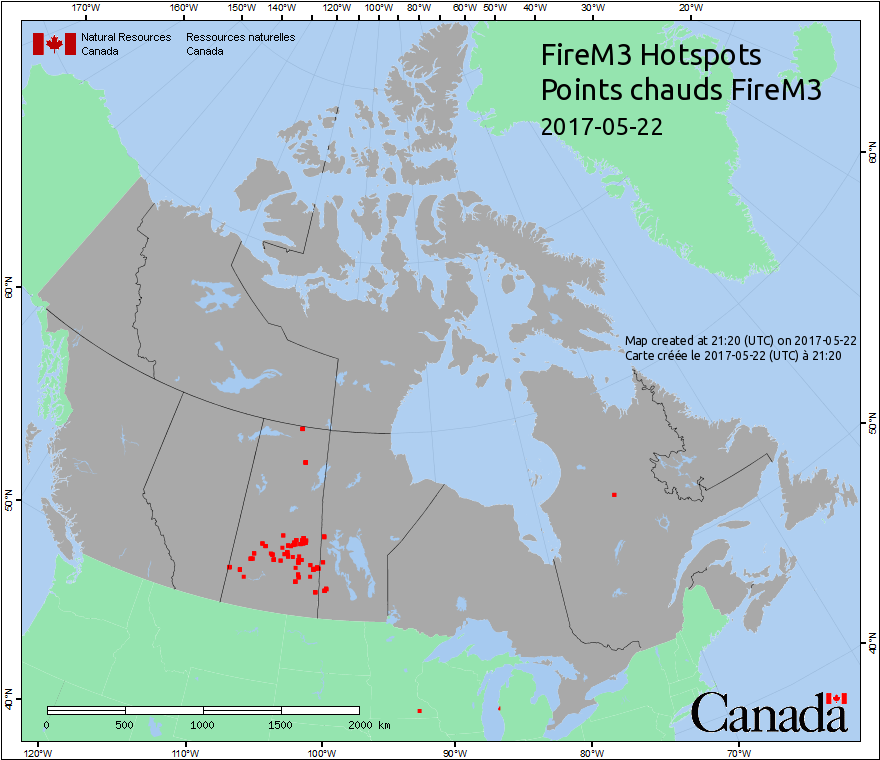 170°W 160°W 150°W 140°W 130°W 120°W 110°W 100°W 90°W 80°W 70°W 60°W 50°W 40°W 30°W 20°W
Natural Resources Canada
Ressources naturelles Canada
FireM3 Hotspots
Points chauds FireM3
2017-05-22
60°N
60°N
Map created at 21:20 (UTC) on 2017-05-22
Carte créée le 2017-05-22 (UTC) à 21:20
50°N
50°N
40°N
40°N
0 500 1000 1500 2000 km
Canada
120°W 110°W 100°W 90°W 80°W 70°W